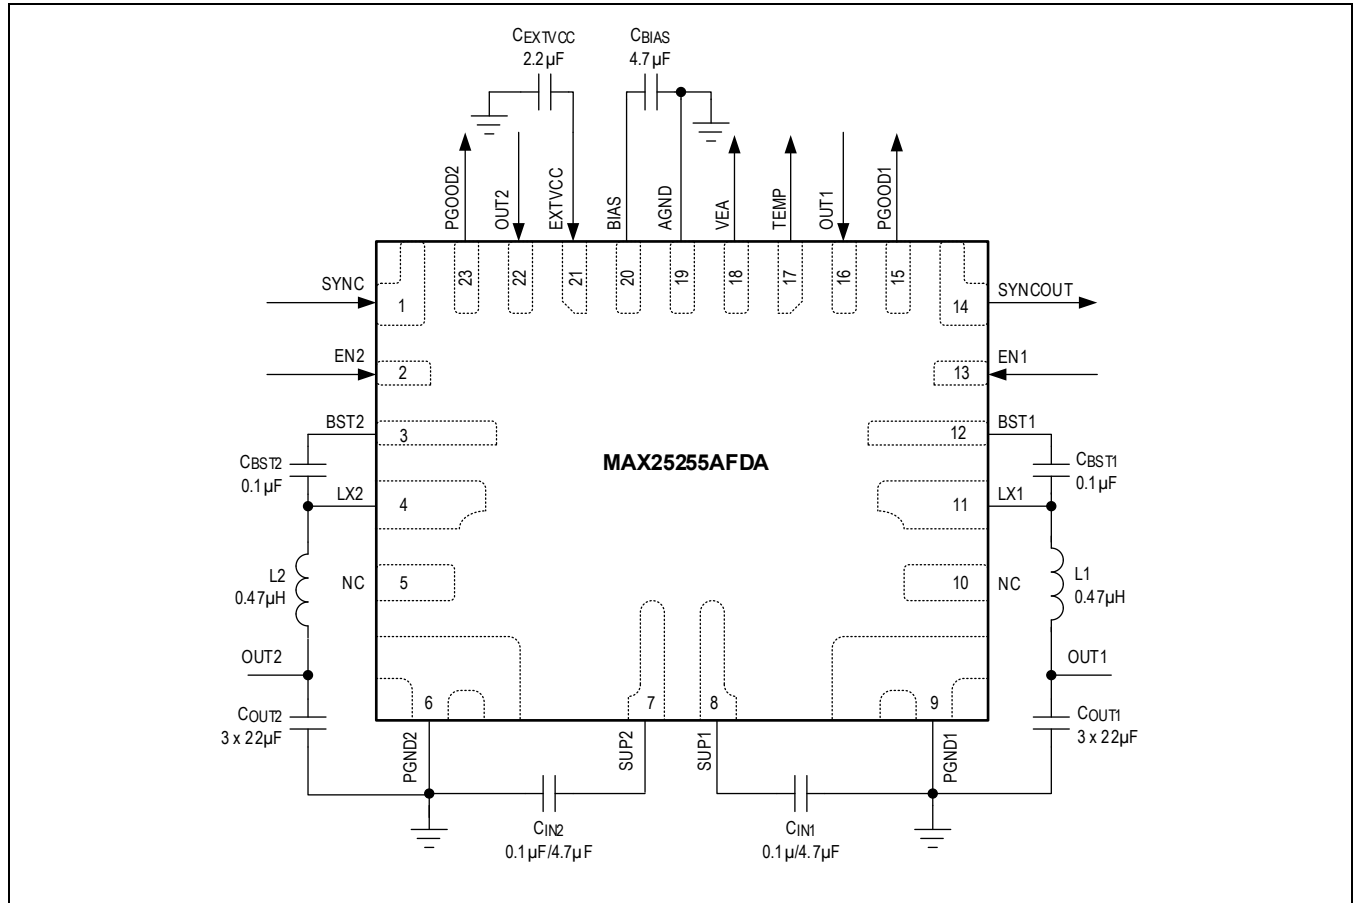 CEXTVCC
2.2µF
CBIAS
4.7µF
PGOOD2
OUT2
EXTVCC
BIAS
AGND
VEA
TEMP
OUT1
PGOOD1
23
22
21
20
19
18
17
16
15
SYNC
1
14
SYNCOUT
EN2
2
13
EN1
BST2
3
12
BST1
CBST2
0.1µF
MAX25255AFDA
CBST1
0.1µF
LX2
4
11
LX1
L2
0.47µH
NC
5
10
NC
L1
0.47µH
OUT2
OUT1
6
7
8
9
COUT2
3 x 22µF
COUT1
3 x 22µF
PGND2
SUP2
SUP1
PGND1
CIN2
0.1µF/4.7µF
CIN1
0.1µ/4.7µF